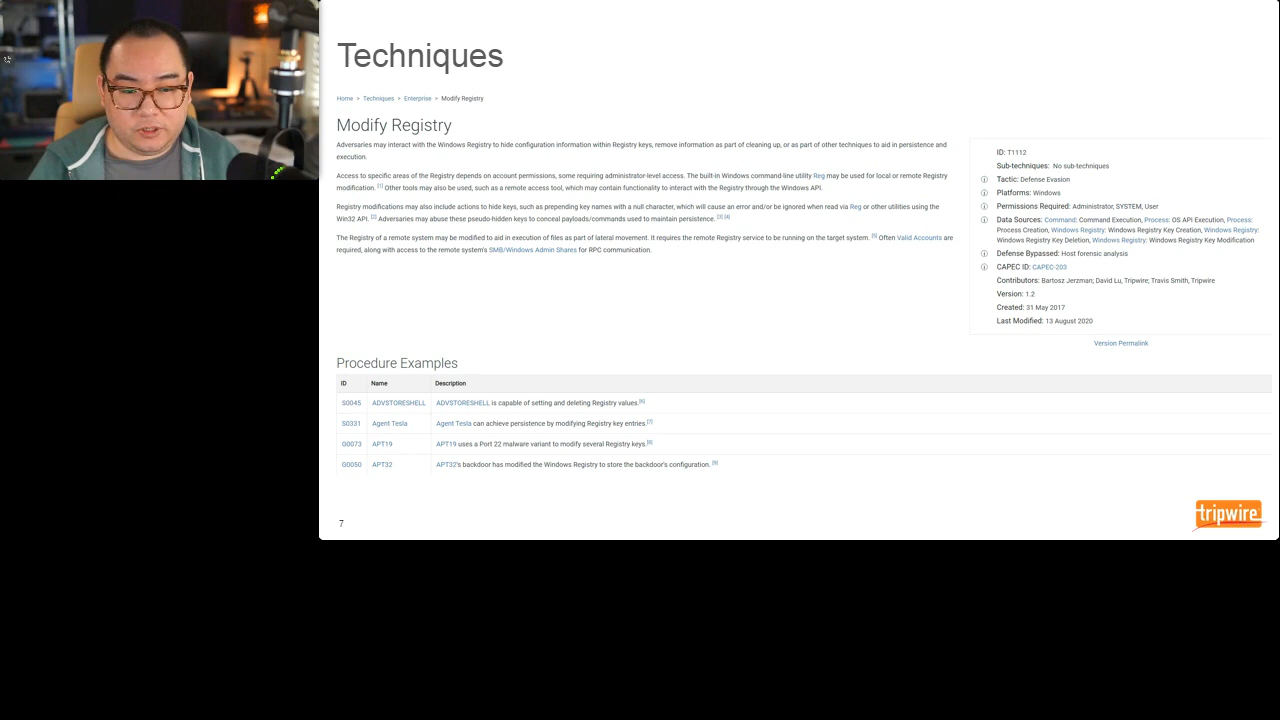 Techniques
Home > Techniques > Enterprise > Modify Registry
Modify Registry
Adversaries may interact with the Windows Registry to hide configuration information within Registry keys, remove information as part of cleaning up, or as part of other techniques to aid in persistence and
execution.
Access to specific areas of the Registry depends on account permissions, some requiring administrator-level access. The built-in Windows command-line utility Reg may be used for local or remote Registry
modification. [1] Other tools may also be used, such as a remote access tool, which may contain functionality to interact with the Registry through the Windows API.
Registry modifications may also include actions to hide keys, such as prepending key names with a null character, which will cause an error and/or be ignored when read via Reg or other utilities using the
Win32 API. [2] Adversaries may abuse these pseudo-hidden keys to conceal payloads/commands used to maintain persistence. [3] [4]
The Registry of a remote system may be modified to aid in execution of files as part of lateral movement. It requires the remote Registry service to be running on the target system. [5] Often Valid Accounts are
required, along with access to the remote system's SMB/Windows Admin Shares for RPC communication.
ID: T1112
Sub-techniques: No sub-techniques
Tactic: Defense Evasion
Platforms: Windows
Permissions Required: Administrator, SYSTEM, User
Data Sources: Command: Command Execution, Process: OS API Execution, Process:
Process Creation, Windows Registry: Windows Registry Key Creation, Windows Registry:
Windows Registry Key Deletion, Windows Registry: Windows Registry Key Modification
Defense Bypassed: Host forensic analysis
CAPEC ID: CAPEC-203
Contributors: Bartosz Jerzman; David Lu, Tripwire; Travis Smith, Tripwire
Version: 1.2
Created: 31 May 2017
Last Modified: 13 August 2020
Version Permalink
Procedure Examples
ID Name Description
S0045 ADVSTORESHELL ADVSTORESHELL is capable of setting and deleting Registry values.[6]
S0331 Agent Tesla Agent Tesla can achieve persistence by modifying Registry key entries.[7]
G0073 APT19 APT19 uses a Port 22 malware variant to modify several Registry keys.[8]
G0050 APT32 APT32's backdoor has modified the Windows Registry to store the backdoor's configuration. [9]
7
tripwire